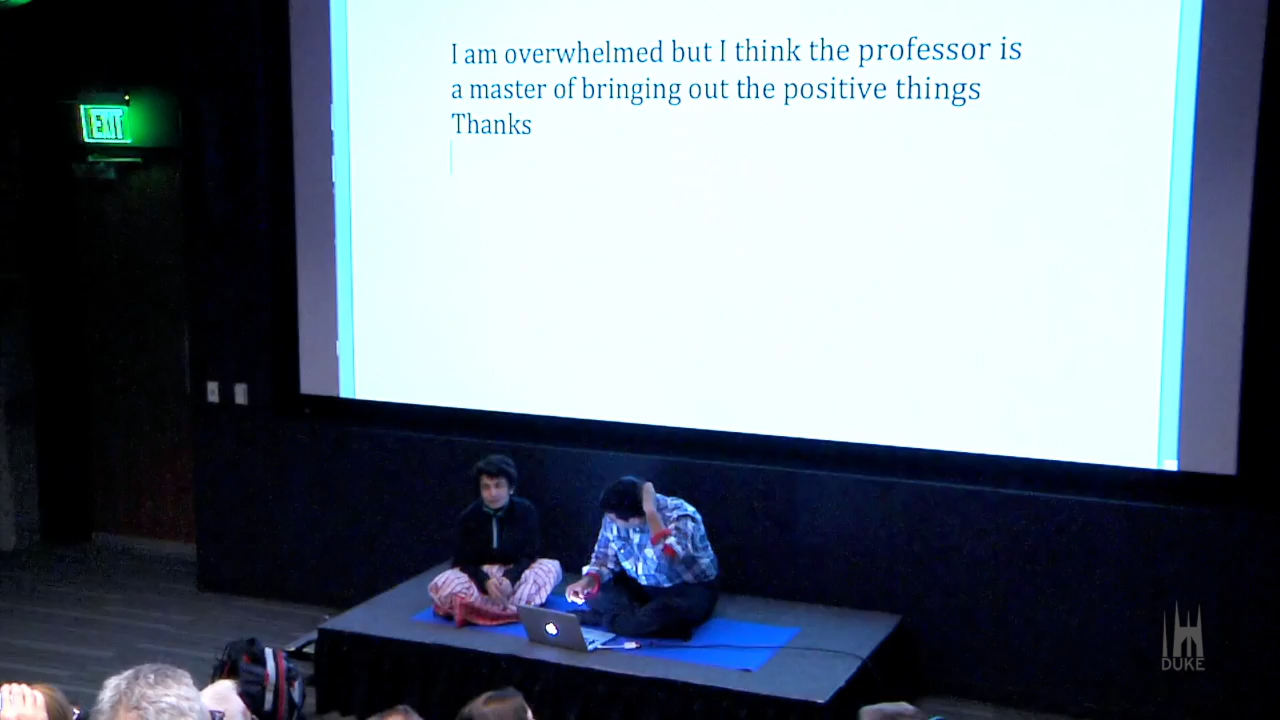 I am overwhelmed but I think the professor is
a master of bringing out the positive things
Thanks
EXIT
DUKE